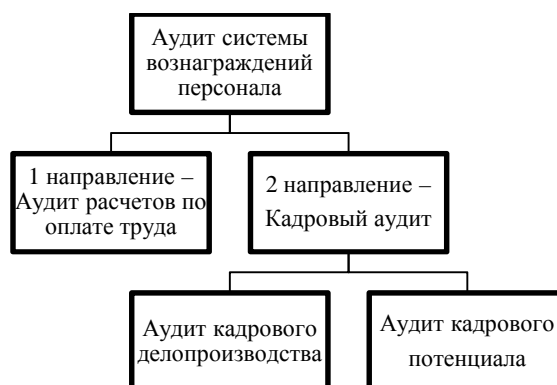 Аудит системы
вознаграждений
персонала
1 направление –
Аудит расчетов по
оплате труда
2 направление –
Кадровый аудит
Аудит кадрового
делопроизводства
Аудит кадрового
потенциала